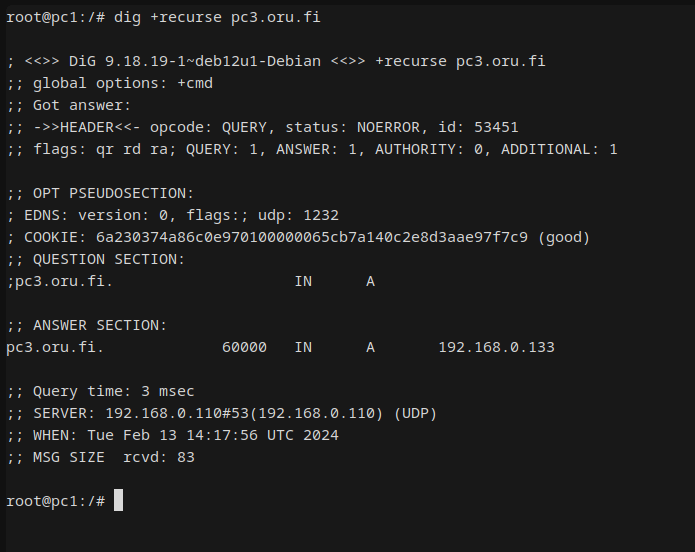 root@pc1:/# dig +recurse pc3.oru.fi
; <<>> DiG 9.18.19-1~deb12u1-Debian <<>> +recurse pc3.oru.fi
;; global options: +cmd
;; Got answer:
;; ->>HEADER<<- opcode: QUERY, status: NOERROR, id: 53451
;; flags: qr rd ra; QUERY: 1, ANSWER: 1, AUTHORITY: 0, ADDITIONAL: 1
;; OPT PSEUDOSECTION:
; EDNS: version: 0, flags:; udp: 1232
; COOKIE: 6a230374a86c0e970100000065cb7a140c2e8d3aae97f7c9 (good)
;; QUESTION SECTION:
;pc3.oru.fi. IN A
;; ANSWER SECTION:
pc3.oru.fi. 60000 IN A 192.168.0.133
;; Query time: 3 msec
;; SERVER: 192.168.0.110#53(192.168.0.110) (UDP)
;; WHEN: Tue Feb 13 14:17:56 UTC 2024
;; MSG SIZE  rcvd: 83
root@pc1:/#